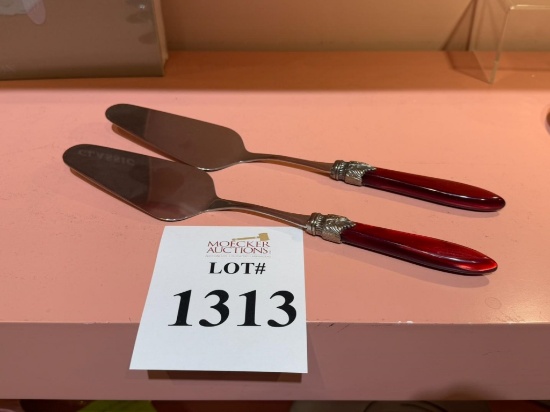 MOECKER
AUCTIONS
LOT#
1313